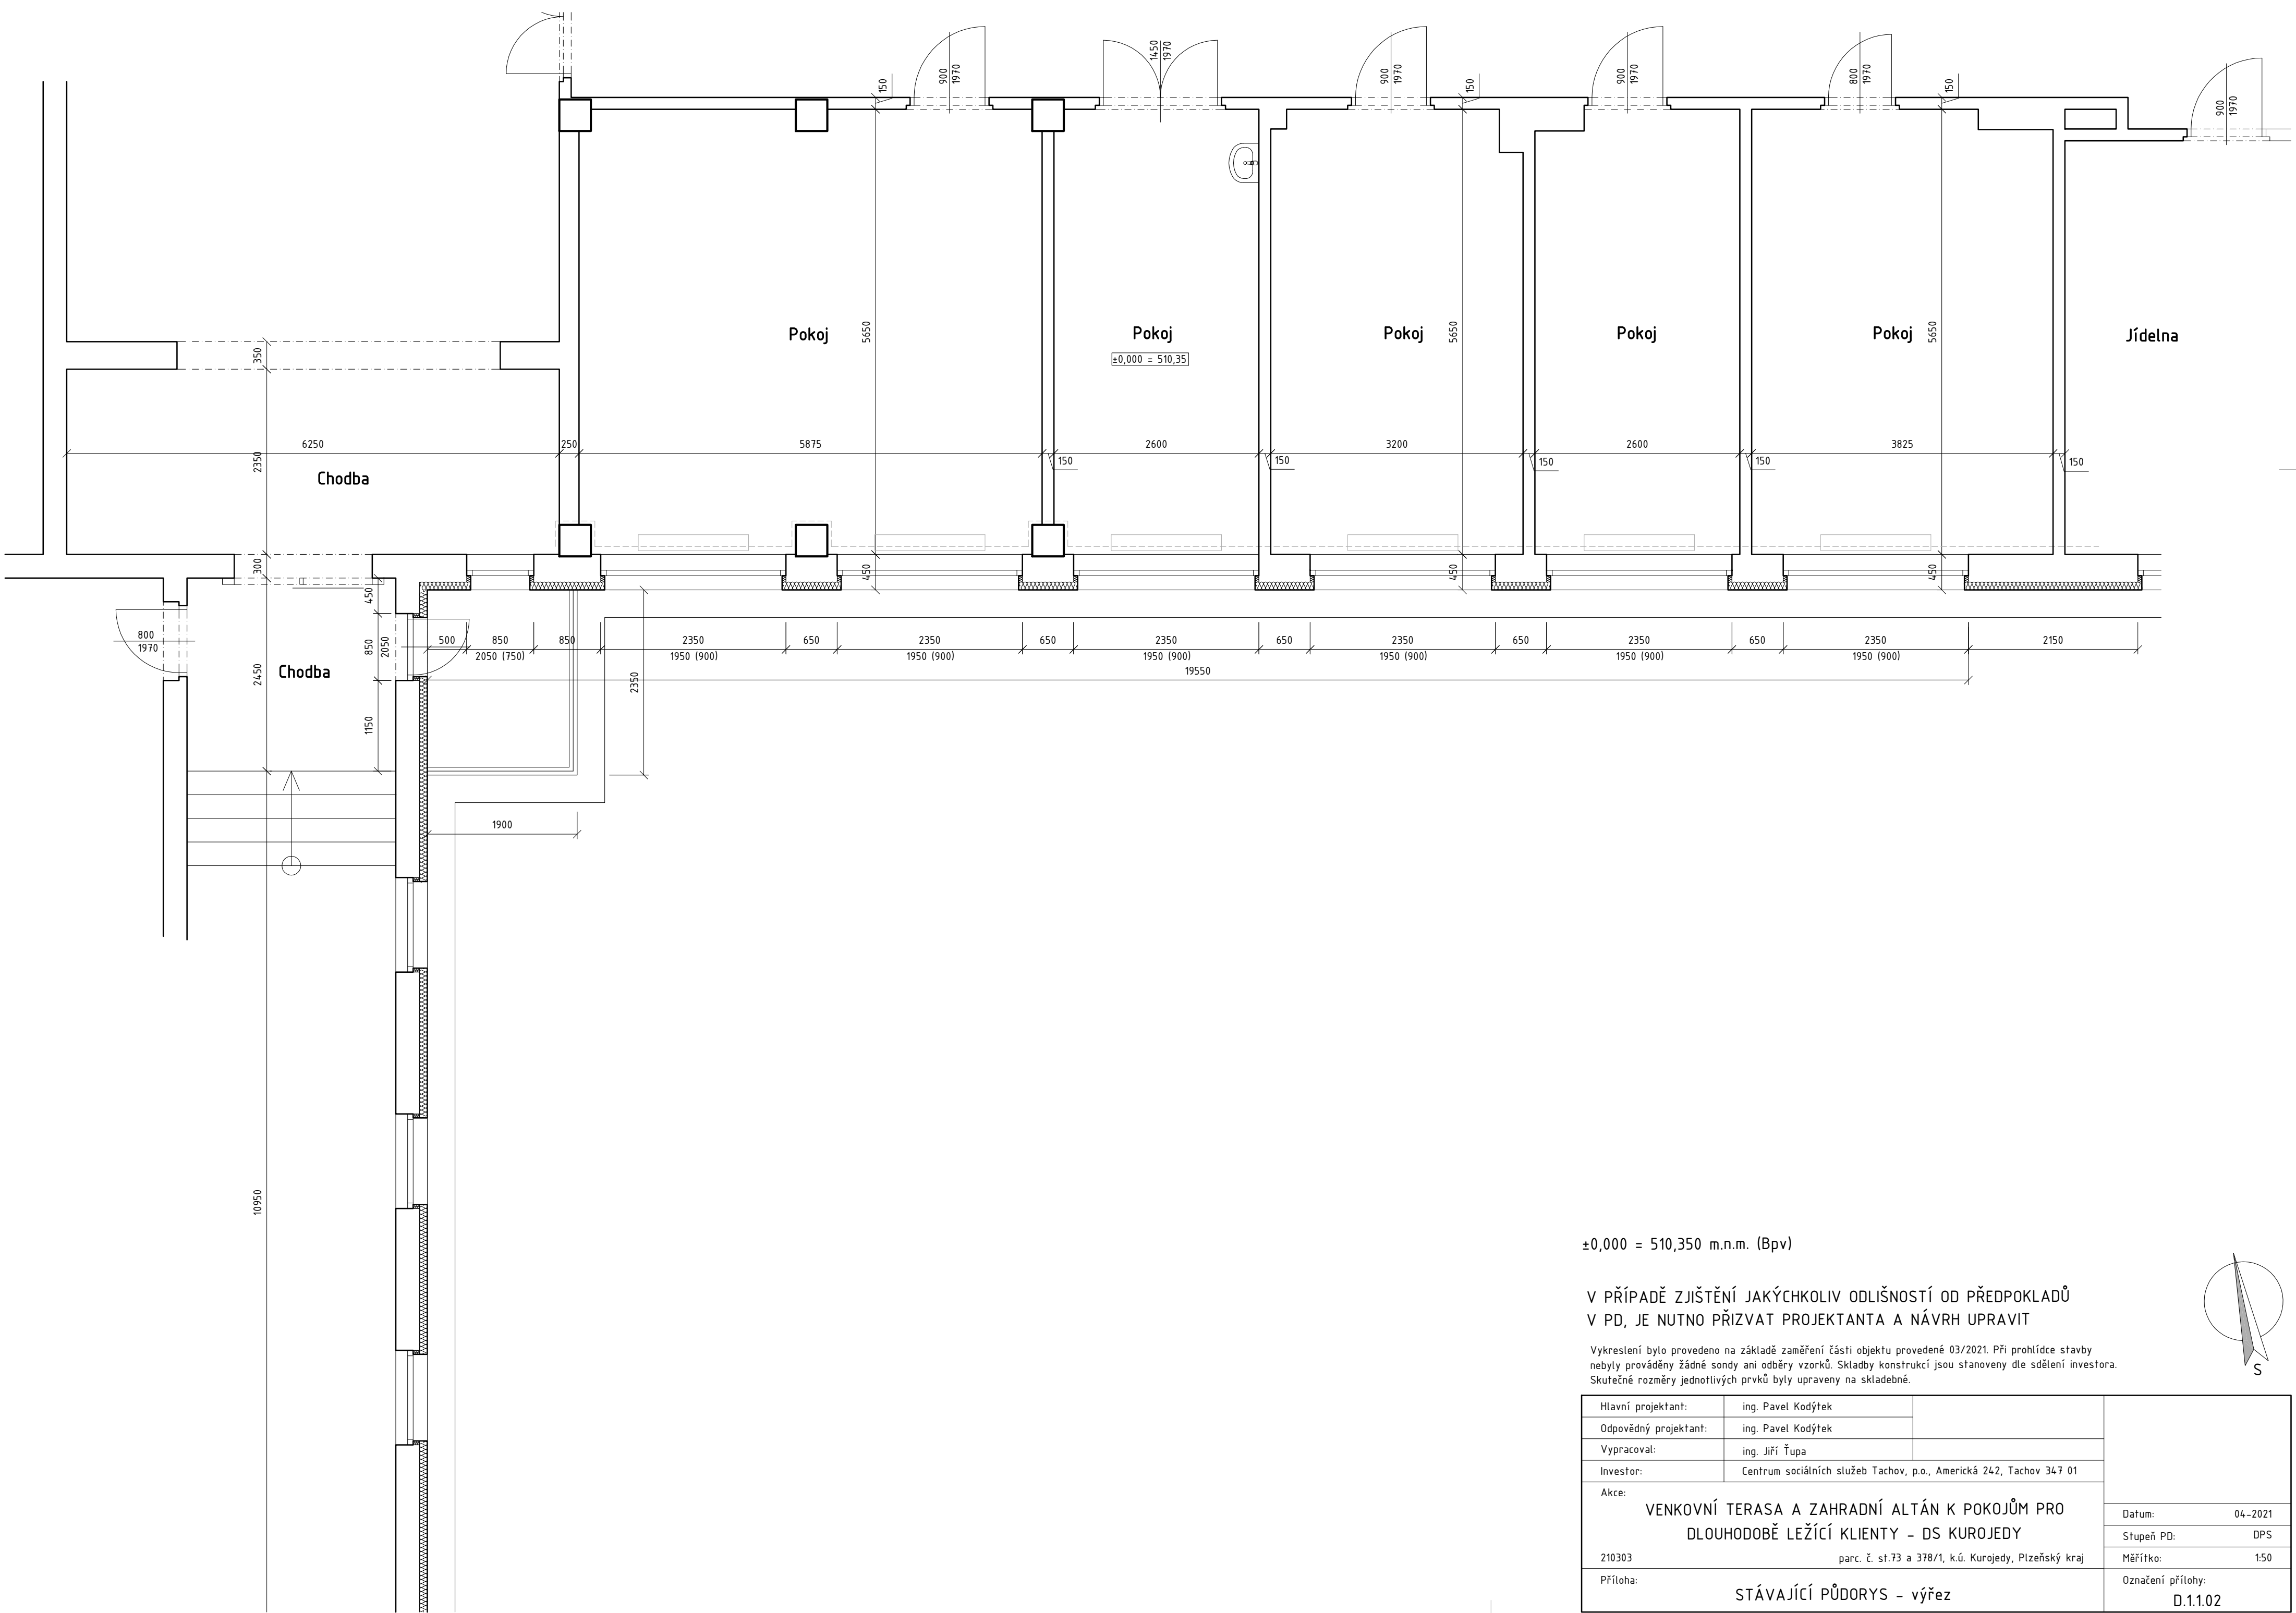 900
1970
1450
1970
900
1970
900
1970
800
1970
900
1970
150
150
150
Pokoj
5650
Pokoj
±0,000 = 510,35
Pokoj
5650
Pokoj
Pokoj
5650
Jídelna
350
6250
250
5875
2600
3200
2600
3825
150
150
150
150
150
2350
Chodba
300
450
450
450
450
800
1970
850
2050
2450
Chodba
1150
500
850
850
2350
650
2350
650
2350
650
2350
650
2350
650
2350
2150
2050 (750)
1950 (900)
1950 (900)
1950 (900)
1950 (900)
1950 (900)
1950 (900)
19550
2350
1900
10950
±0,000 = 510,350 m.n.m. (Bpv)
V PŘÍPADĚ ZJIŠTĚNÍ JAKÝCHKOLIV ODLIŠNOSTÍ OD PŘEDPOKLADŮ
V PD, JE NUTNO PŘIZVAT PROJEKTANTA A NÁVRH UPRAVIT
Vykreslení bylo provedeno na základě zaměření části objektu provedené 03/2021. Při prohlídce stavby
nebyly prováděny žádné sondy ani odběry vzorků. Skladby konstrukcí jsou stanoveny dle sdělení investora.
Skutečné rozměry jednotlivých prvků byly upraveny na skladebné.
S
Hlavní projektant: ing. Pavel Kodýtek
Odpovědný projektant: ing. Pavel Kodýtek
Vypracoval: ing. Jiří Ťupa
Investor: Centrum sociálních služeb Tachov, p.o., Americká 242, Tachov 347 01
Akce:
VENKOVNÍ TERASA A ZAHRADNÍ ALTÁN K POKOJŮM PRO
DLOUHODOBĚ LEŽÍCÍ KLIENTY - DS KUROJEDY
210303 parc. č. st.73 a 378/1, k.ú. Kurojedy, Plzeňský kraj
Datum: 04-2021
Stupeň PD: DPS
Měřítko: 1:50
Příloha:
STÁVAJÍCÍ PŮDORYS - výřez
Označení přílohy:
D.1.1.02